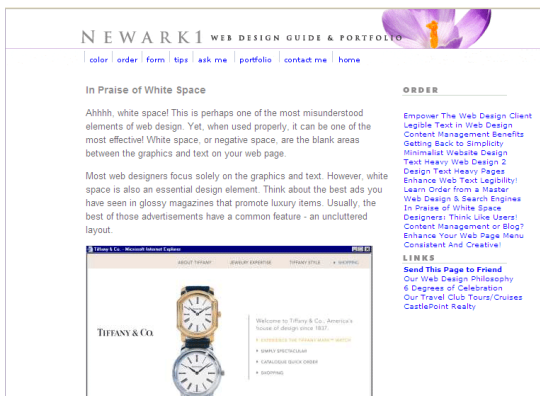 NEWARK1 WEB DESIGN GUIDE & PORTFOLIO
color order form tips ask me portfolio contact me home
In Praise of White Space
Ahhhh, white space! This is perhaps one of the most misunderstood
elements of web design. Yet, when used properly, it can be one of the
most effective! White space, or negative space, are the blank areas
between the graphics and text on your web page.
Most web designers focus solely on the graphics and text. However, white
space is also an essential design element. Think about the best ads you
have seen in glossy magazines that promote luxury items. Usually, the
best of those advertisements have a common feature - an uncluttered
layout.
Tiffany & Co. - Microsoft Internet Explorer
ABOUT TIFFANY JEWELRY EXPERTISE TIFFANY STYLE SHOPPING
TIFFANY & CO.
Welcome to Tiffany & Co., America's
house of design since 1837.
SIMPLY SPECTACULAR
CATALOGUE QUICK ORDER
SHOPPING
ORDER
Empower The Web Design Client
Legible Text in Web Design
Content Management Benefits
Getting Back to Simplicity
Minimalist Website Design
Text Heavy Web Design 2
Design Text Heavy Pages
Enhance Web Text Legibility!
Learn Order from a Master
Web Design & Search Engines
In Praise of White Space
Designers: Think Like Users!
Content Management or Blog?
Enhance Your Web Page Menu
Consistent And Creative!
LINKS
Send This Page to Friend
Our Web Design Philosophy
6 Degrees of Celebration
Our Travel Club Tours/Cruises
CastlePoint Realty